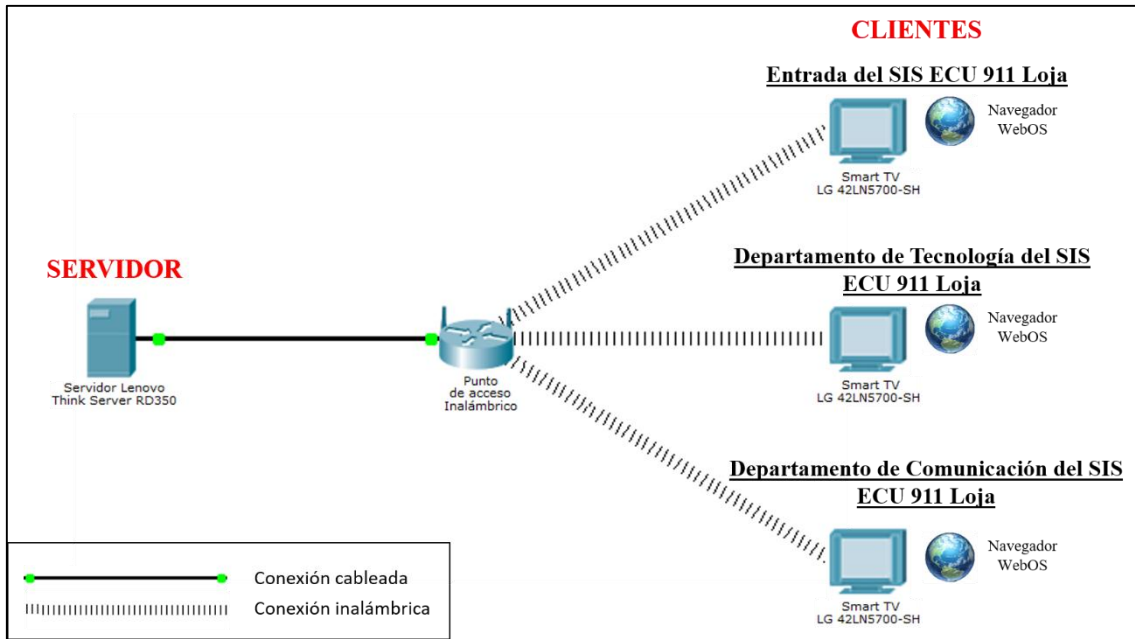 CLIENTES
Entrada del SIS ECU 911 Loja
Navegador
WebOS
Smart TV
LG 42LN5700-SH
SERVIDOR
Servidor Lenovo
Think Server RD350
Punto
de acceso
Inalámbrico
Departamento de Tecnología del SIS
ECU 911 Loja
Navegador
WebOS
Smart TV
LG 42LN5700-SH
Departamento de Comunicación del SIS
ECU 911 Loja
Navegador
WebOS
Smart TV
LG 42LN5700-SH
Conexión cableada
Conexión inalámbrica